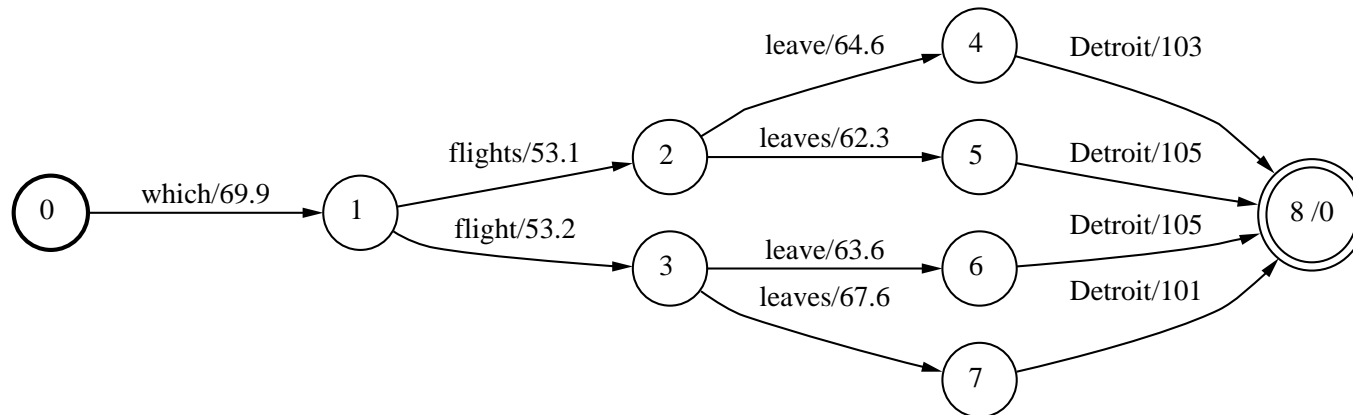 leave/64.6
4
Detroit/103
flights/53.1
2
leaves/62.3
5
Detroit/105
0
which/69.9
1
8 /0
flight/53.2
3
leave/63.6
6
Detroit/105
leaves/67.6
7
Detroit/101